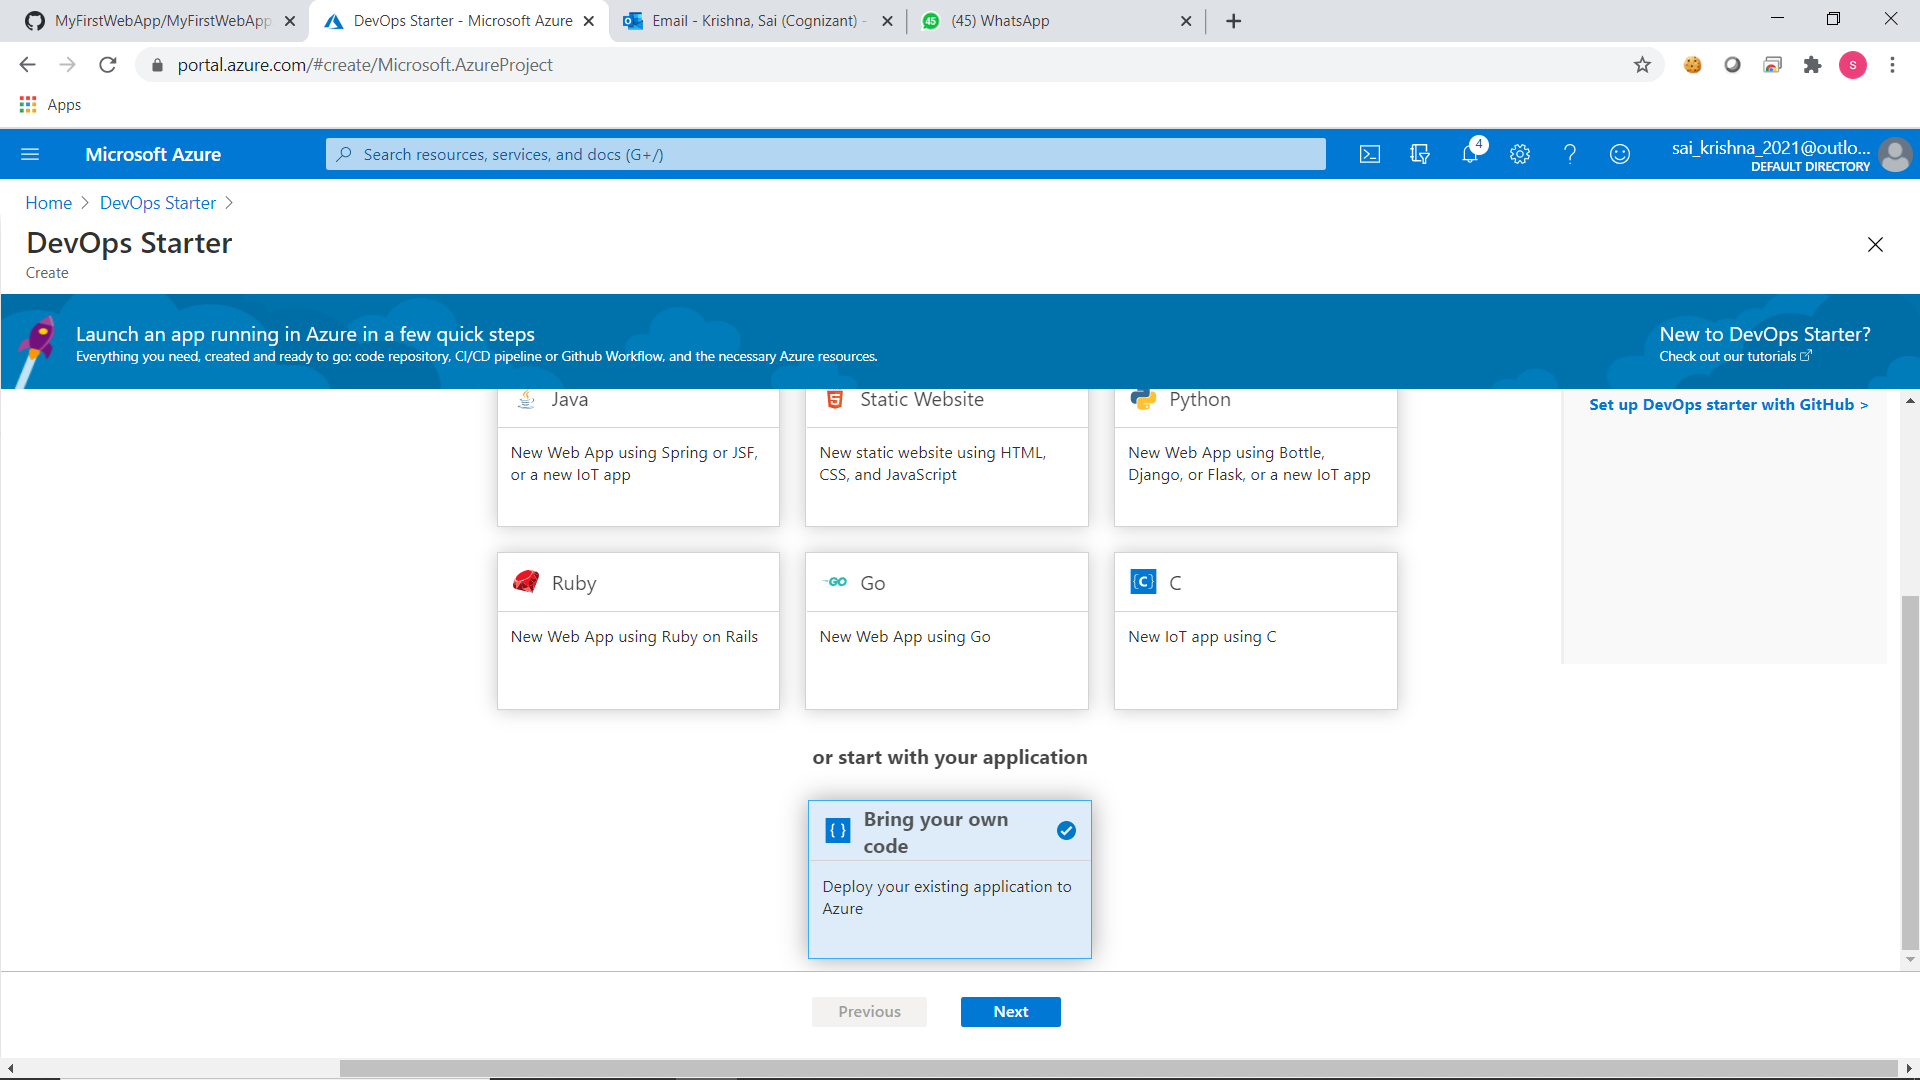 MyFirstWebApp/MyFirstWebApp
DevOps Starter - Microsoft Azure
Email - Krishna, Sai (Cognizant) -
45
(45) WhatsApp
portal.azure.com/#create/Microsoft.AzureProject
S
Apps
Microsoft Azure
Search resources, services, and docs (G+/)
4
sai_krishna_2021@outlo...
DEFAULT DIRECTORY
Home > DevOps Starter >
DevOps Starter
Create
Launch an app running in Azure in a few quick steps
Everything you need, created and ready to go: code repository, CI/CD pipeline or Github Workflow, and the necessary Azure resources.
New to DevOps Starter?
Check out our tutorials
Java
New Web App using Spring or JSF,
or a new IoT app
Static Website
New static website using HTML,
CSS, and JavaScript
Python
New Web App using Bottle,
Django, or Flask, or a new IoT app
Set up DevOps starter with GitHub >
Ruby
New Web App using Ruby on Rails
GO
Go
New Web App using Go
{C}
C
New IoT app using C
or start with your application
{ }
Bring your own
code
Deploy your existing application to
Azure
Previous
Next